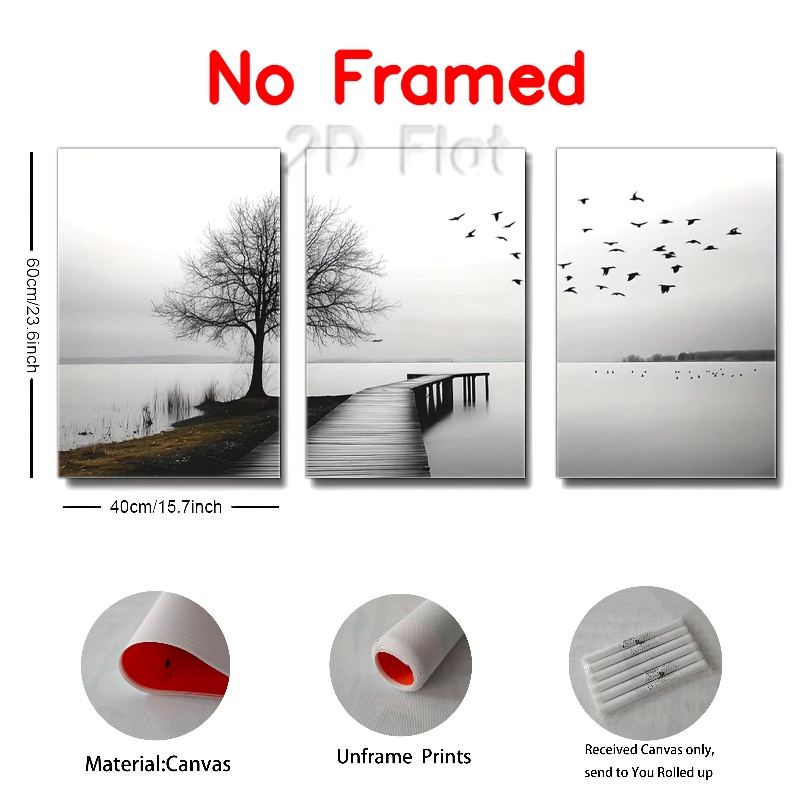 No Framed
2D Flat
60cm/23.6inch
40cm/15.7inch
Material:Canvas
Unframe Prints
Received Canvas only,
send to You Rolled up